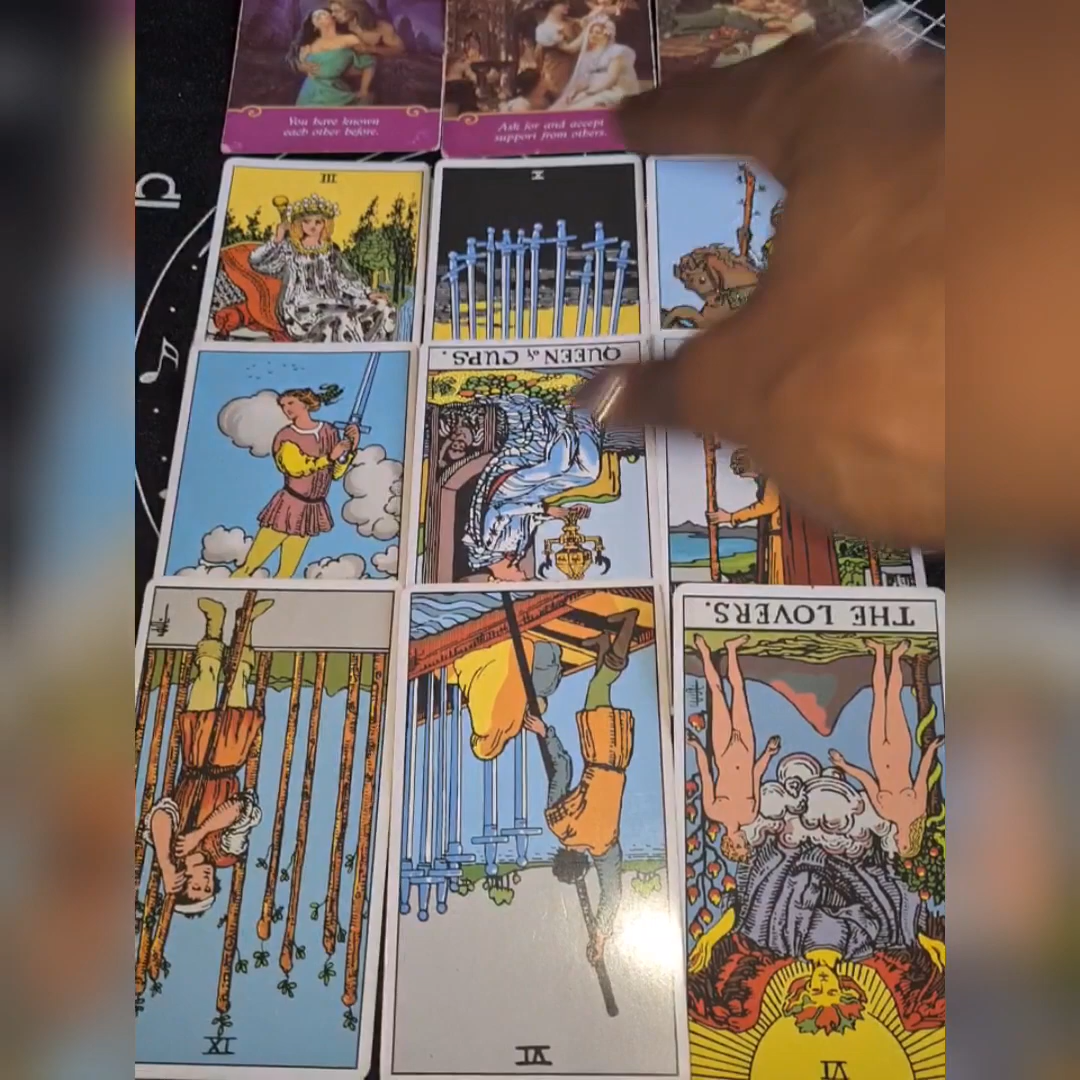 You have known
each other before.
Ask for and accept
support from others.
III
X
QUEEN of CUPS.
THE LOVERS.
IX
VI
VI